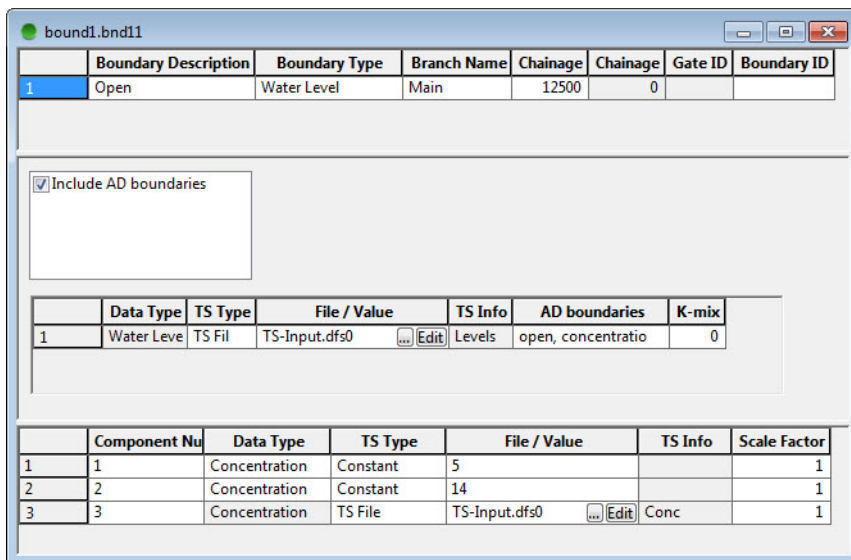 bound1.bnd11
Boundary Description Boundary Type Branch Name Chainage Chainage Gate ID Boundary ID
1 Open Water Level Main 12500 0
Include AD boundaries
Data Type TS Type File / Value TS Info AD boundaries K-mix
1 Water Leve TS Fil TS-Input.dfs0 ... Edit Levels open, concentratio 0
Component Nu Data Type TS Type File / Value TS Info Scale Factor
1 1 Concentration Constant 5 1
2 2 Concentration Constant 14 1
3 3 Concentration TS File TS-Input.dfs0 ... Edit Conc 1